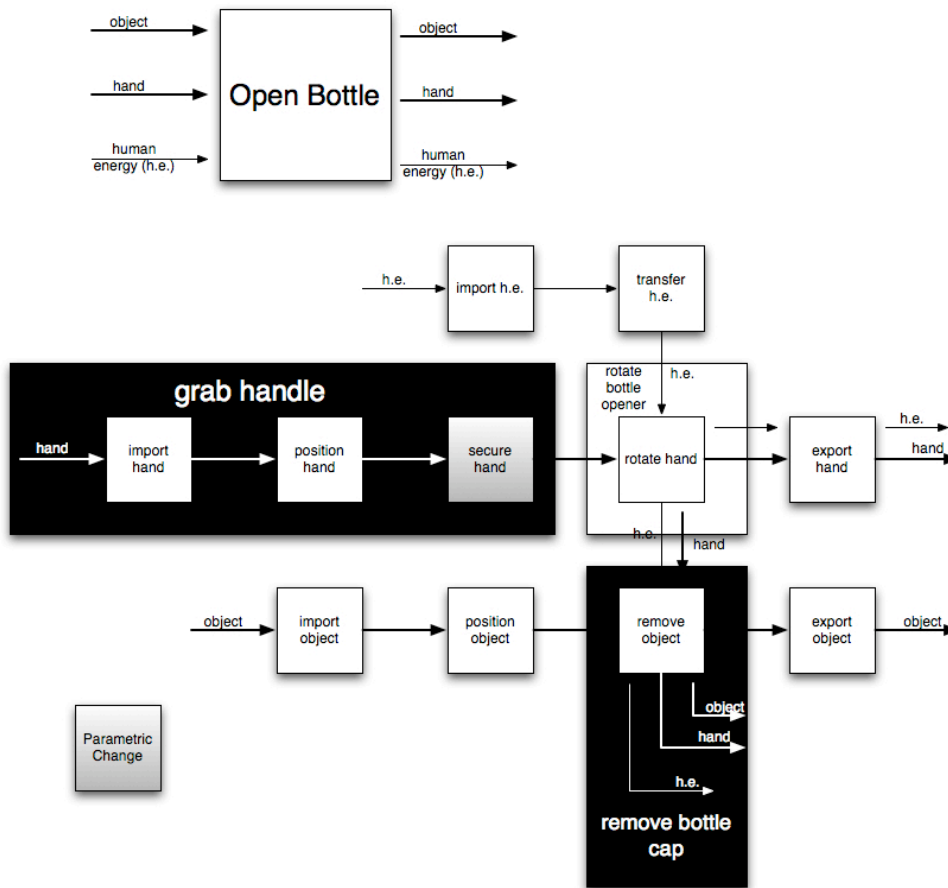 object
object
hand
Open Bottle
hand
human
energy (h.e.)
human
energy (h.e.)
h.e.
import h.e.
transfer
h.e.
grab handle
rotate
bottle
opener
h.e.
hand
import
hand
position
hand
secure
hand
rotate hand
export
hand
h.e.
hand
h.e.
hand
object
import
object
position
object
remove
object
export
object
object
object
hand
h.e.
Parametric
Change
remove bottle
cap